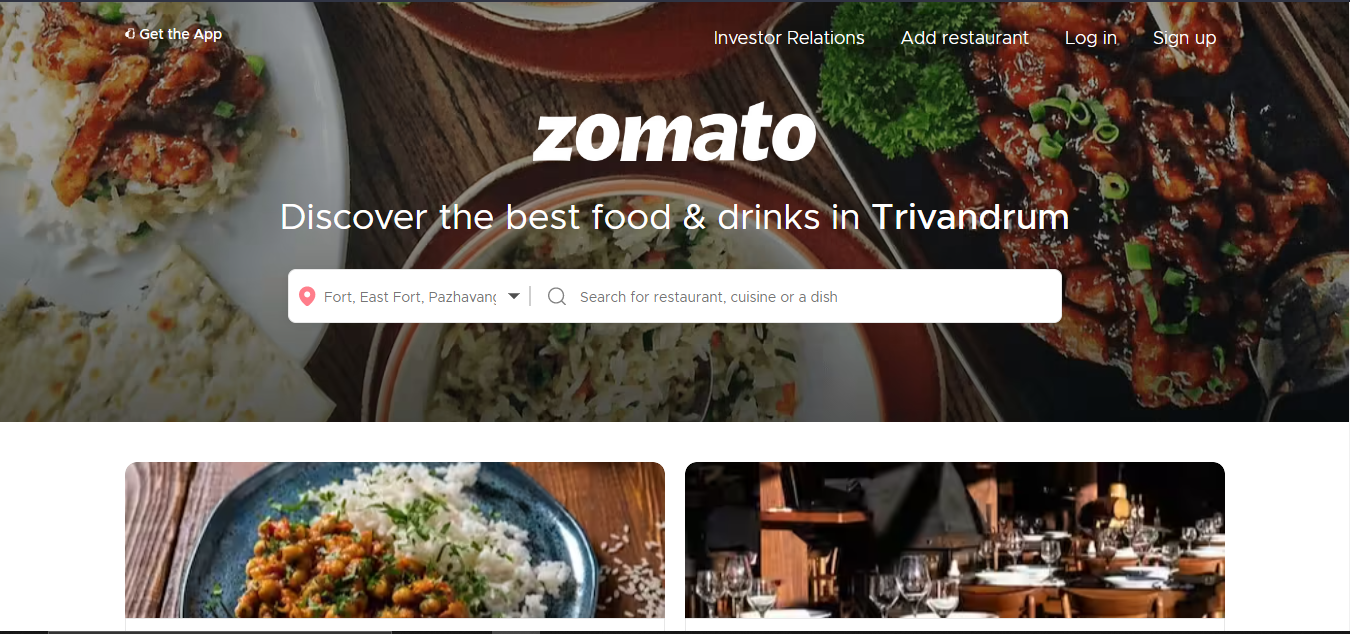 Get the App
Investor Relations Add restaurant Log in Sign up
zomato
Discover the best food & drinks in Trivandrum
Fort, East Fort, Pazhavang Search for restaurant, cuisine or a dish